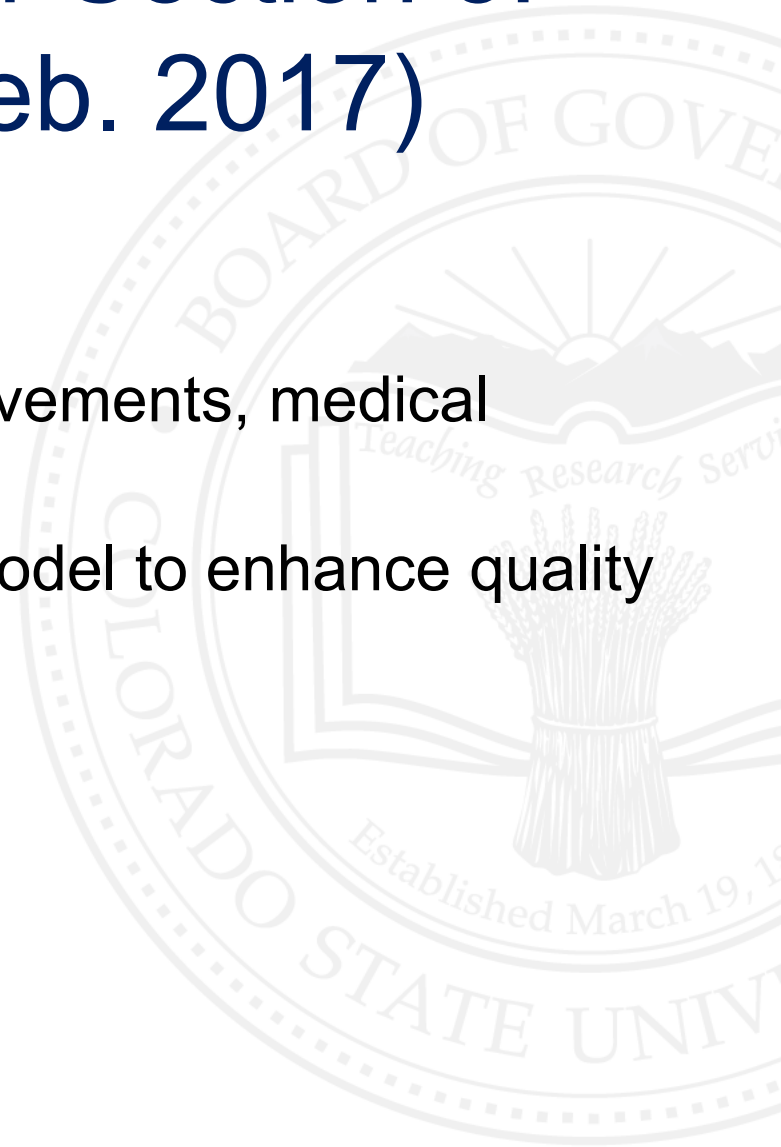 eb. 2017)
vements, medical
odel to enhance quality
BOARD OF GOVE
COLORADO STATE UNIV
Teaching Research Servi
Established March 19, 18